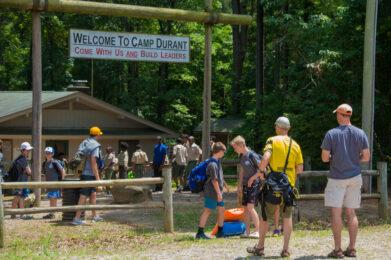 WELCOME TO CAMP DURANT
COME WITH US AND BUILD LEADERS